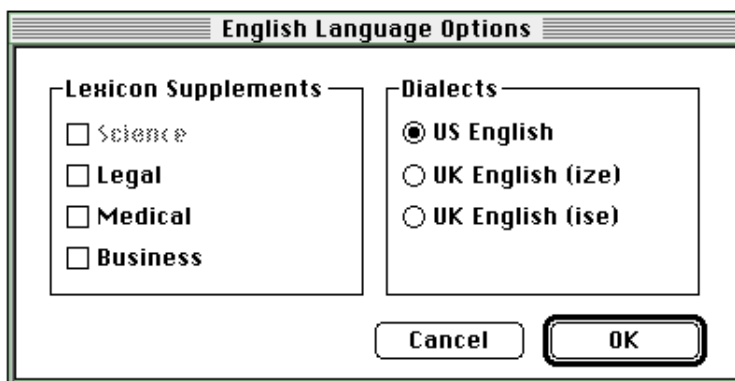 English Language Options
Lexicon Supplements
Science
Legal
Medical
Business
Dialects
US English
UK English (ize)
UK English (ise)
Cancel
OK